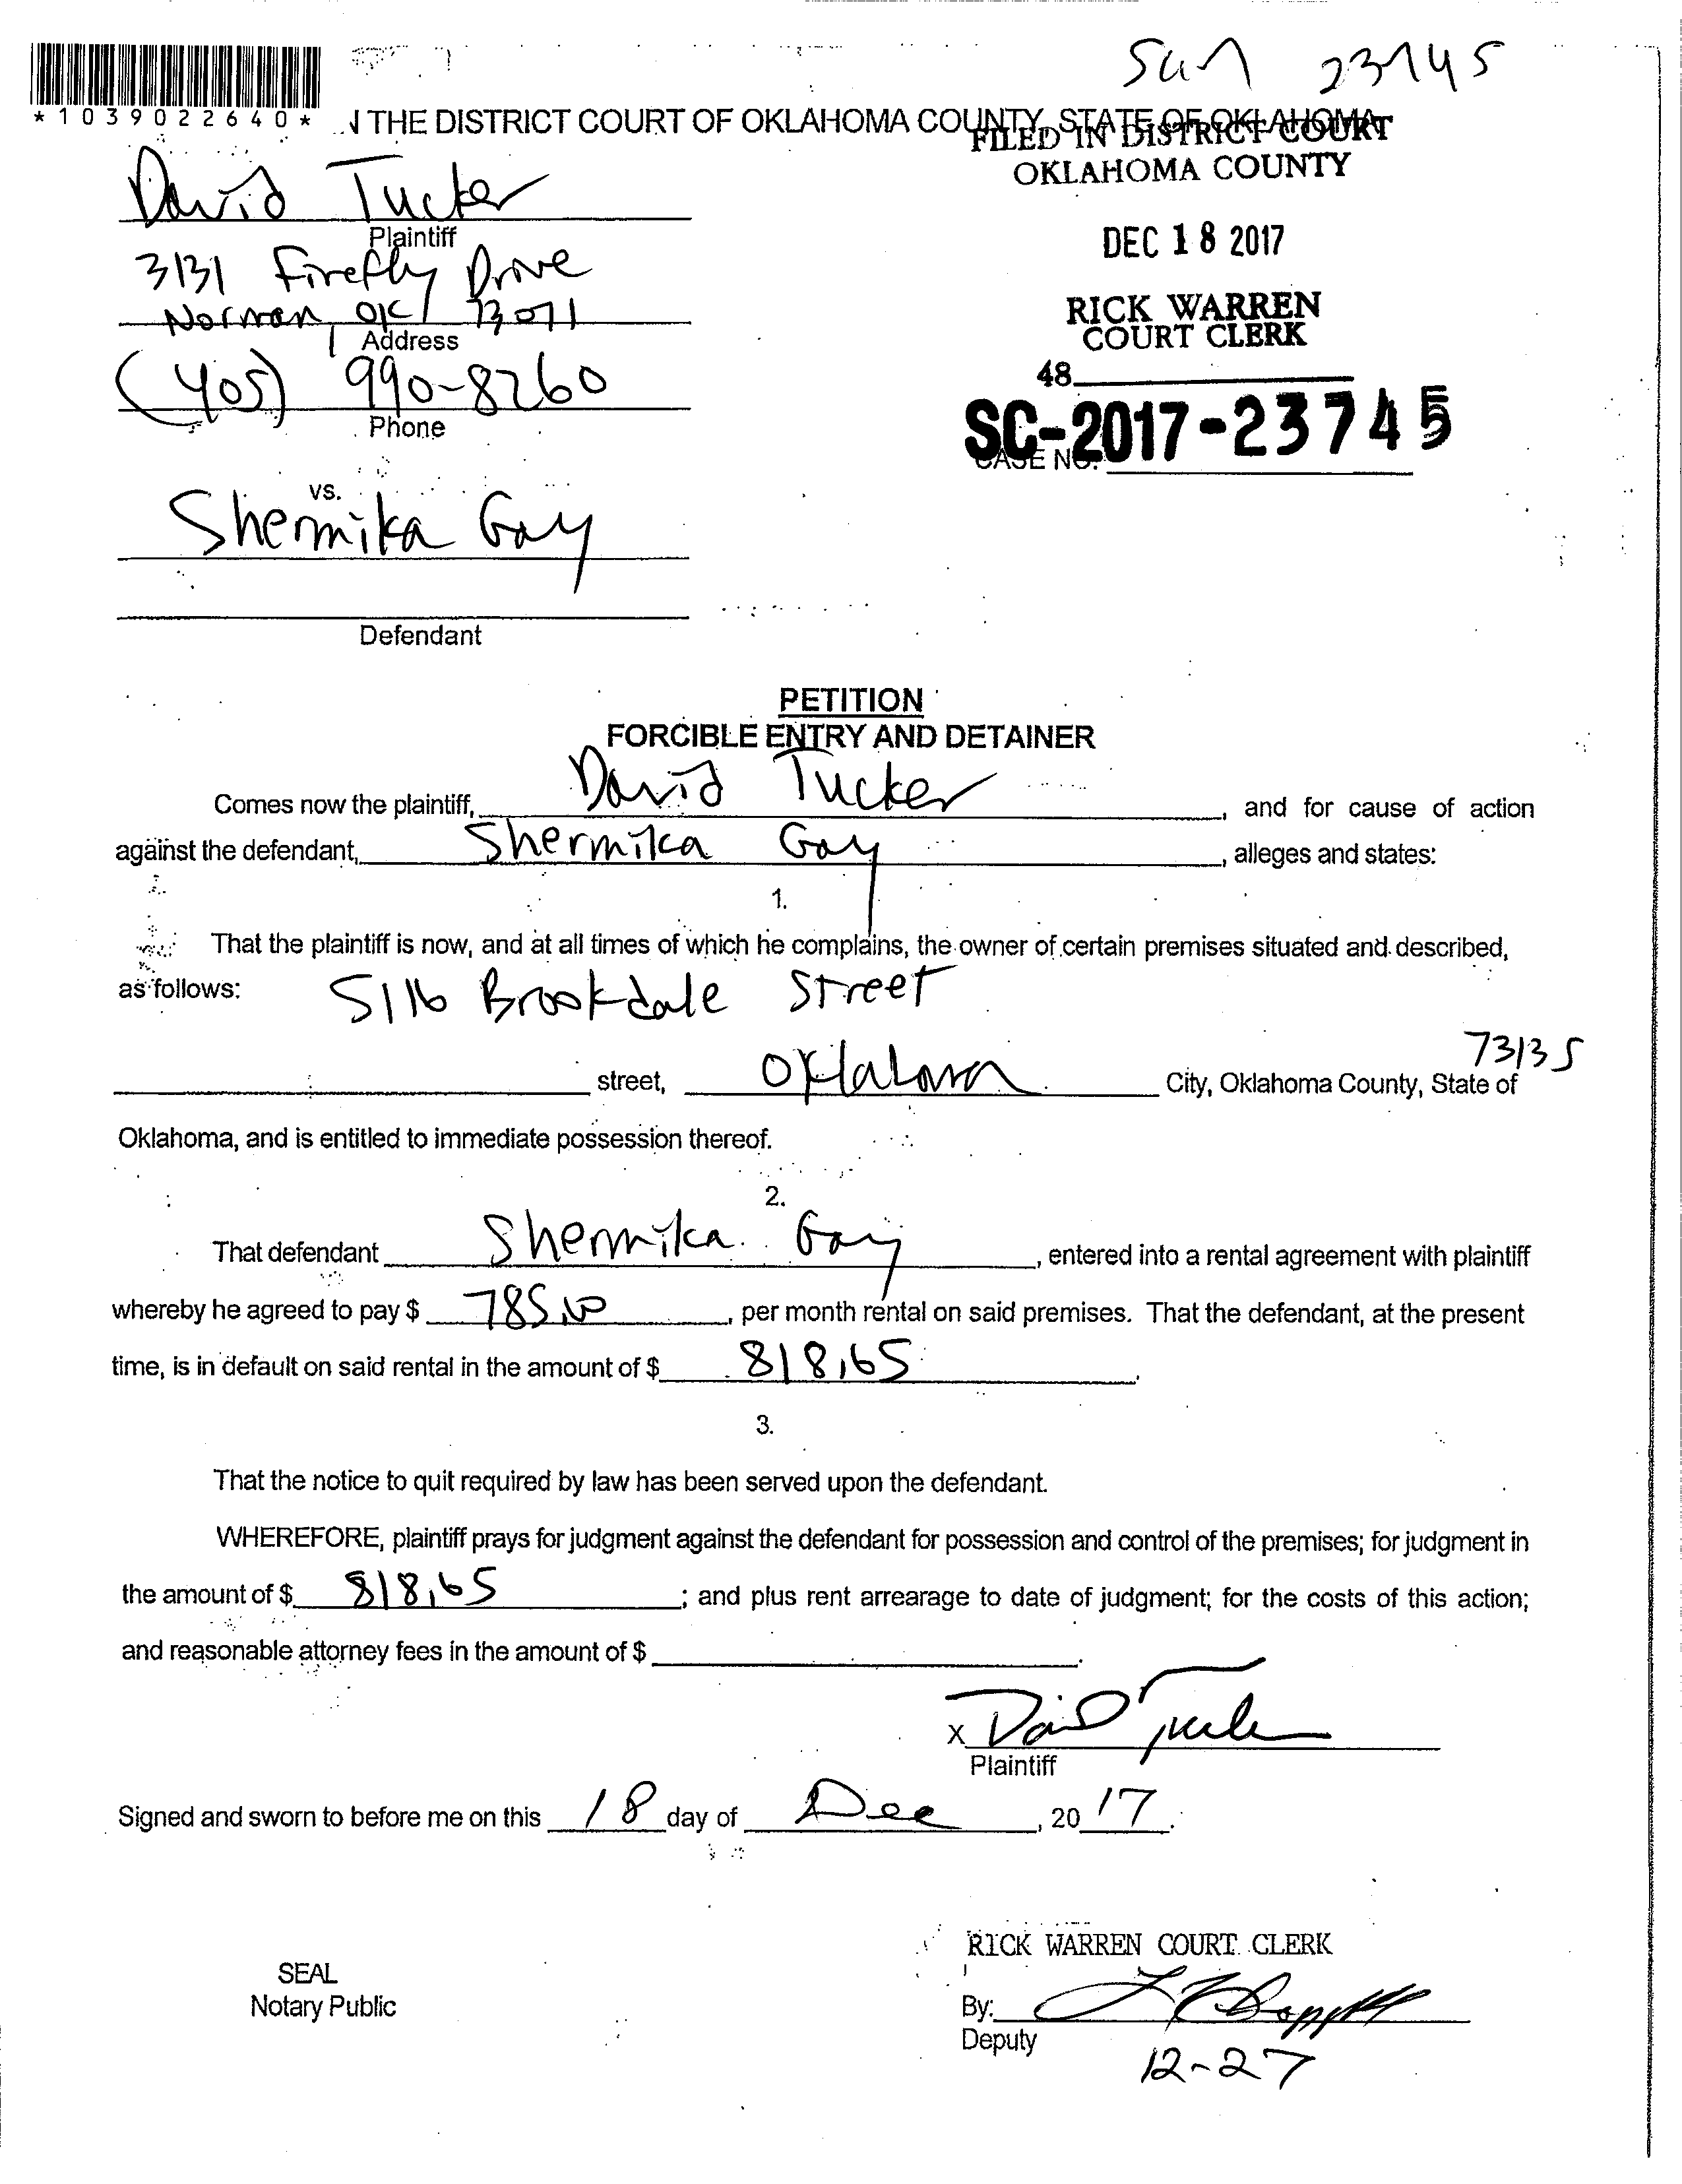 23745
*1039022640*
N THE DISTRICT COURT OF OKLAHOMA COUNTY, STATE OF OKLAHOMA
FILED IN DISTRICT COURT
OKLAHOMA COUNTY
DEC 18 2017
RICK WARREN
COURT CLERK
48
SC-2017-23745
CASE NO.
David Tucker
Plaintiff
3131 Firefly Drive
Norman, OK 73071
Address
(405) 990-8260
Phone
vs.
Shermika Gay
Defendant
PETITION
FORCIBLE ENTRY AND DETAINER
Comes now the plaintiff, David Tucker, and for cause of action
against the defendant, Shermika Gay, alleges and states:
1.
That the plaintiff is now, and at all times of which he complains, the owner of certain premises situated and described,
as follows: 5116 Brookdale Street
73135
street, Oklahoma City, Oklahoma County, State of
Oklahoma, and is entitled to immediate possession thereof.
2.
That defendant Shermika Gay, entered into a rental agreement with plaintiff
whereby he agreed to pay $ 785.00, per month rental on said premises. That the defendant, at the present
time, is in default on said rental in the amount of $ 818.65.
3.
That the notice to quit required by law has been served upon the defendant.
WHEREFORE, plaintiff prays for judgment against the defendant for possession and control of the premises; for judgment in
the amount of $ 818.65; and plus rent arrearage to date of judgment; for the costs of this action;
and reasonable attorney fees in the amount of $ .
X David Tucker
Plaintiff
Signed and sworn to before me on this 18 day of Dec, 2017.
RICK WARREN COURT CLERK
SEAL
Notary Public
By:
Deputy
12-27